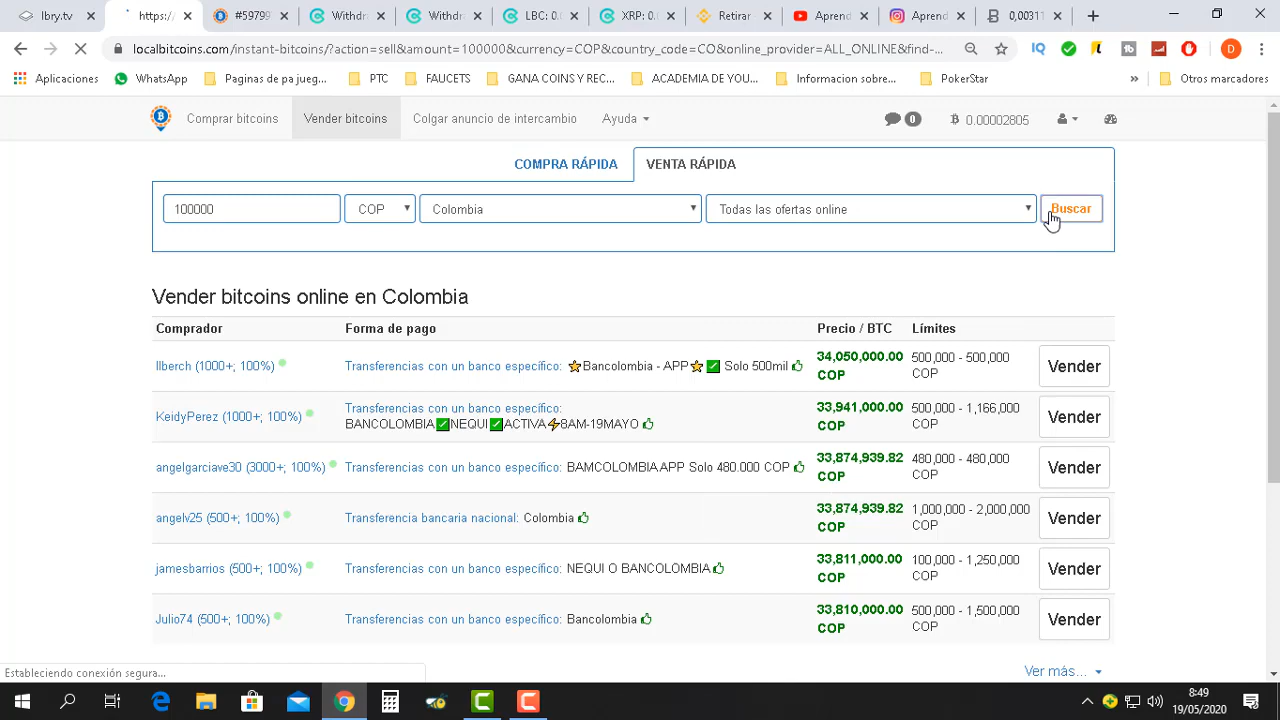 lbry.tv
https:/
#59799
Withdr
Withdr
LBC: 0.
XRP: 0.
Retiro
Aprend
Aprend
0,00311
localbitcoins.com/instant-bitcoins/?action=sell&amount=100000&currency=COP&country_code=CO&online_provider=ALL_ONLINE&find-...
IQ
D
Aplicaciones
WhatsApp
Paginas de pa jueg...
PTC
FAUCETS
GANA COINS Y REC...
ACADEMIA DE YOU...
Informacion sobre...
PokerStar
»
Otros marcadores
Comprar bitcoins
Vender bitcoins
Colgar anuncio de intercambio
Ayuda
0
0.00002805
COMPRA RÁPIDA
VENTA RÁPIDA
100000
COP
Colombia
Todas las ofertas online
Buscar
Vender bitcoins online en Colombia
Comprador
Forma de pago
Precio / BTC
Límites
Ilberch (1000+; 100%)
Transferencias con un banco específico: ⭐Bancolombia - APP⭐ ✅ Solo 500mil
34,050,000.00
COP
500,000 - 500,000
COP
Vender
KeidyPerez (1000+; 100%)
Transferencias con un banco específico:
BANCOLOMBIA✅NEQUI✅ACTIVA⚡8AM-19MAYO
33,941,000.00
COP
500,000 - 1,166,000
COP
Vender
angelgarciave30 (3000+; 100%)
Transferencias con un banco específico: BAMCOLOMBIA APP Solo 480.000 COP
33,874,939.82
COP
480,000 - 480,000
COP
Vender
angelv25 (500+; 100%)
Transferencia bancaria nacional: Colombia
33,874,939.82
COP
1,000,000 - 2,000,000
COP
Vender
jamesbarrios (500+; 100%)
Transferencias con un banco específico: NEQUI O BANCOLOMBIA
33,811,000.00
COP
100,000 - 1,250,000
COP
Vender
Julio74 (500+; 100%)
Transferencias con un banco específico: Bancolombia
33,810,000.00
COP
500,000 - 1,500,000
COP
Vender
Estableciendo conexión segura...
Ver más...
8:49
19/05/2020